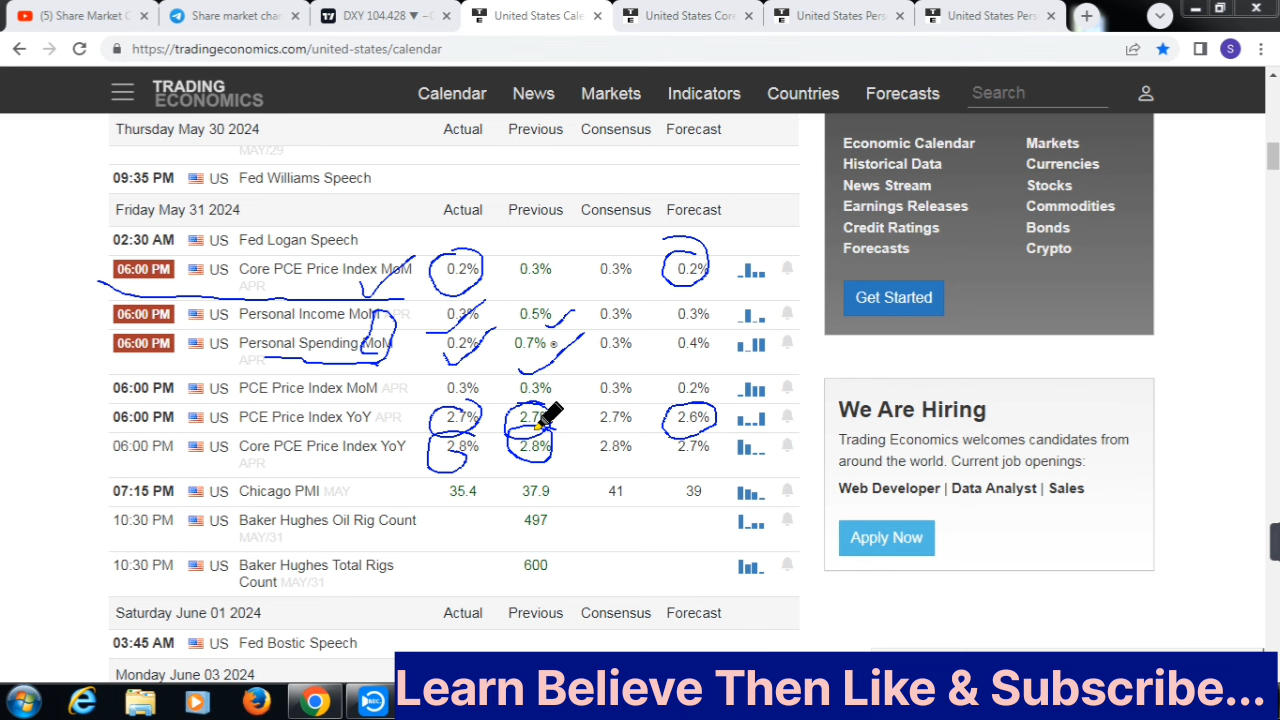 (5) Share Market C
Share market chan
DXY 104.428 ▼ −
United States Cale
United States Cor
United States Pers
United States Pers
https://tradingeconomics.com/united-states/calendar
S
TRADING ECONOMICS
Calendar News Markets Indicators Countries Forecasts Search
Thursday May 30 2024 Actual Previous Consensus Forecast
MAY/29
09:35 PM US Fed Williams Speech
Friday May 31 2024 Actual Previous Consensus Forecast
02:30 AM US Fed Logan Speech
06:00 PM US Core PCE Price Index MoM 0.2% 0.3% 0.3% 0.2%
APR
06:00 PM US Personal Income MoM APR 0.3% 0.5% 0.3% 0.3%
06:00 PM US Personal Spending MoM 0.2% 0.7% ® 0.3% 0.4%
APR
06:00 PM US PCE Price Index MoM APR 0.3% 0.3% 0.3% 0.2%
06:00 PM US PCE Price Index YoY APR 2.7% 2.7% 2.6%
06:00 PM US Core PCE Price Index YoY 2.8% 2.8% 2.8% 2.7%
APR
07:15 PM US Chicago PMI MAY 35.4 37.9 41 39
10:30 PM US Baker Hughes Oil Rig Count 497
MAY/31
10:30 PM US Baker Hughes Total Rigs 600
Count MAY/31
Saturday June 01 2024 Actual Previous Consensus Forecast
03:45 AM US Fed Bostic Speech
Monday June 03 2024
Economic Calendar Markets
Historical Data Currencies
News Stream Stocks
Earnings Releases Commodities
Credit Ratings Bonds
Forecasts Crypto
Get Started
We Are Hiring
Trading Economics welcomes candidates from
around the world. Current job openings:
Web Developer | Data Analyst | Sales
Apply Now
REC
Learn Believe Then Like & Subscribe...